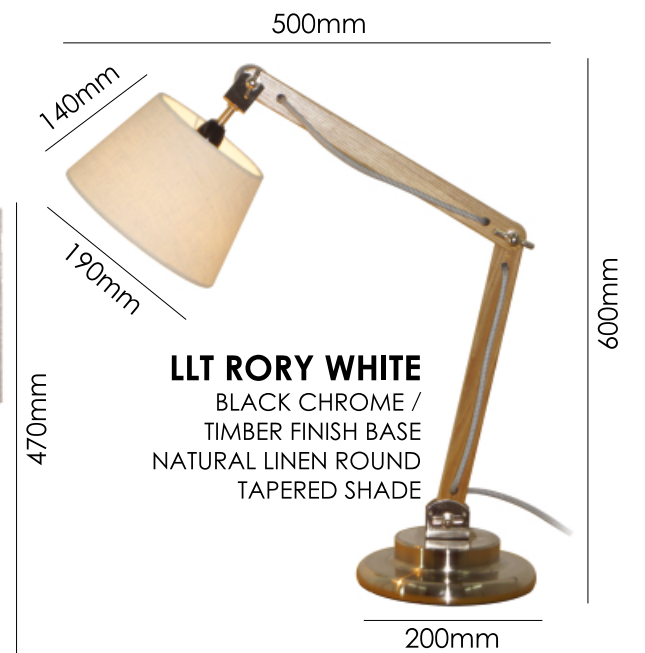 500mm
140mm
190mm
600mm
470mm
LLT RORY WHITE
BLACK CHROME /
TIMBER FINISH BASE
NATURAL LINEN ROUND
TAPERED SHADE
200mm